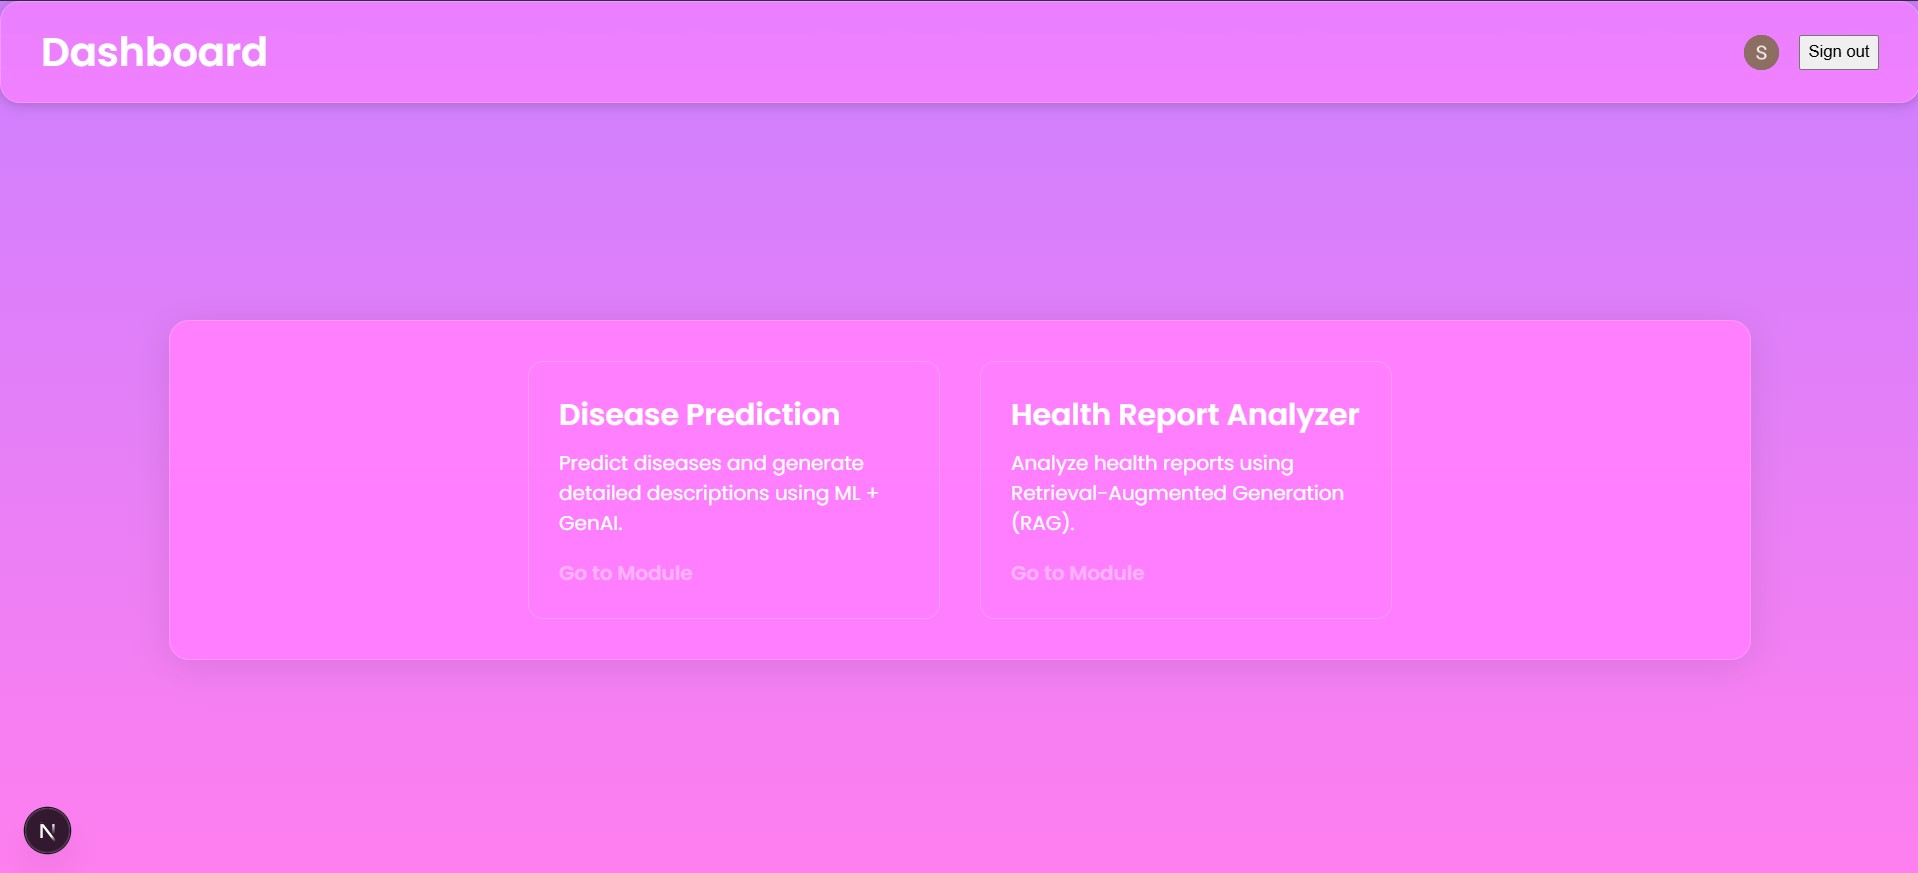 Dashboard
S
Sign out
Disease Prediction
Predict diseases and generate
detailed descriptions using ML +
GenAI.
Go to Module
Health Report Analyzer
Analyze health reports using
Retrieval-Augmented Generation
(RAG).
Go to Module
N